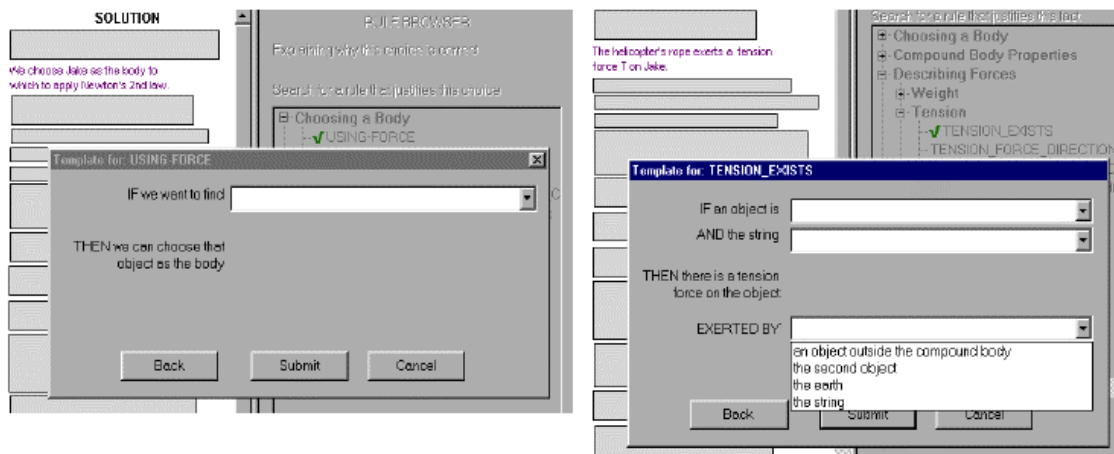 SOLUTION
We choose Jake as the body to
which to apply Newton's 2nd law.
RULE BROWSER
Explaining why this choice is correct
Search for a rule that justifies this choice
Choosing a Body
USING-FORCE
Template for: USING-FORCE
IF we want to find
THEN we can choose that
object as the body
Back
Submit
Cancel
The helicopter's rope exerts a tension
force T on Jake.
Search for a rule that justifies this fact
Choosing a Body
Compound Body Properties
Describing Forces
Weight
Tension
TENSION_EXISTS
TENSION_FORCE_DIRECTION
Template for: TENSION_EXISTS
IF an object is
AND the string
THEN there is a tension
force on the object
EXERTED BY
an object outside the compound body
the second object
the earth
the string
Back
Submit
Cancel